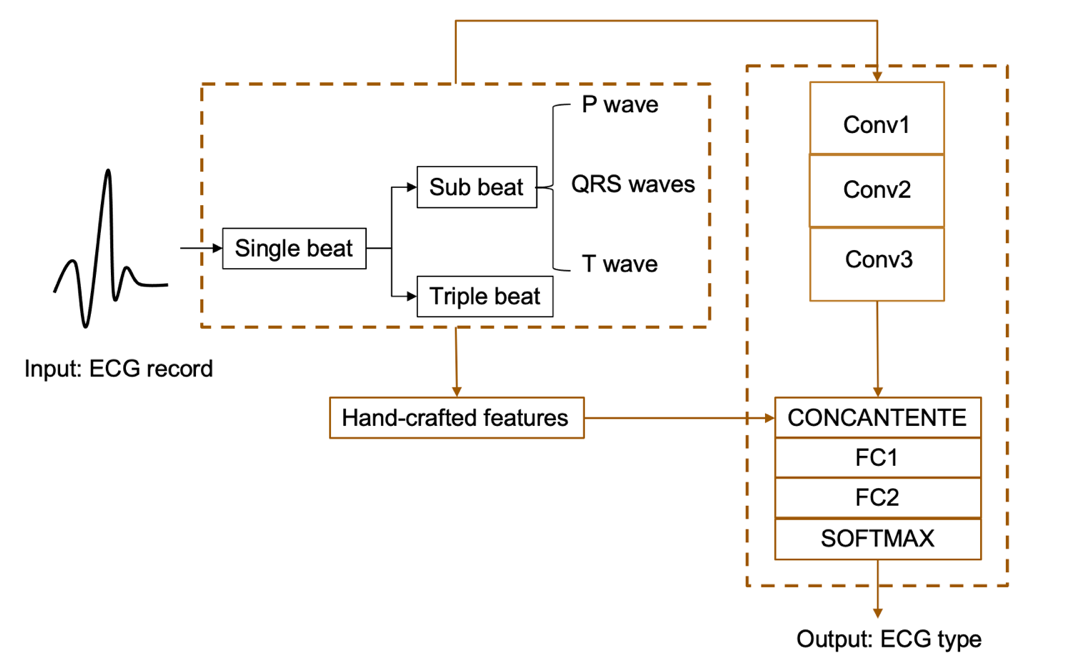 Input: ECG record
Single beat
Sub beat
Triple beat
P wave
QRS waves
T wave
Hand-crafted features
Conv1
Conv2
Conv3
CONCANTENTE
FC1
FC2
SOFTMAX
Output: ECG type